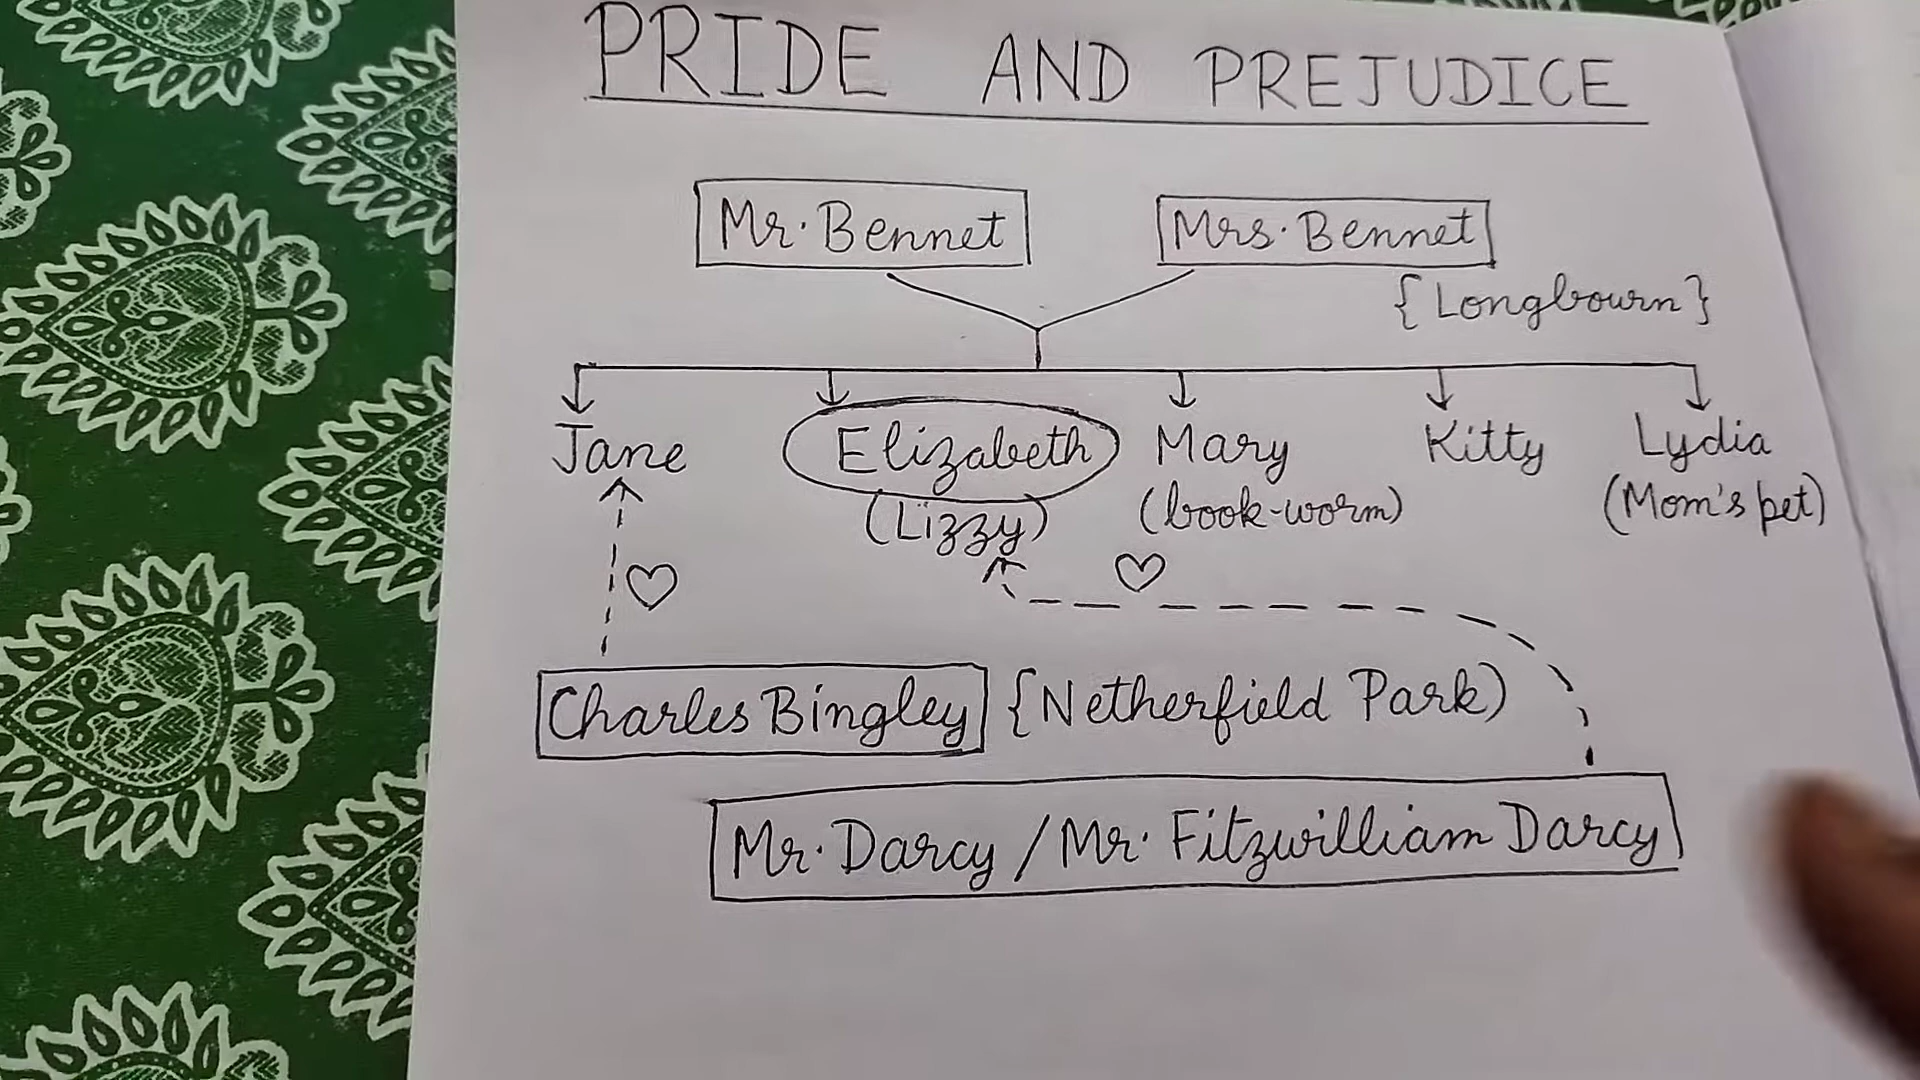 PRIDE AND PREJUDICE
Mr. Bennet Mrs. Bennet
{Longbourn}
Jane Elizabeth Mary Kitty Lydia
(Lizzy) (book-worm) (Mom's pet)
Charles Bingley {Netherfield Park)
Mr. Darcy / Mr. Fitzwilliam Darcy